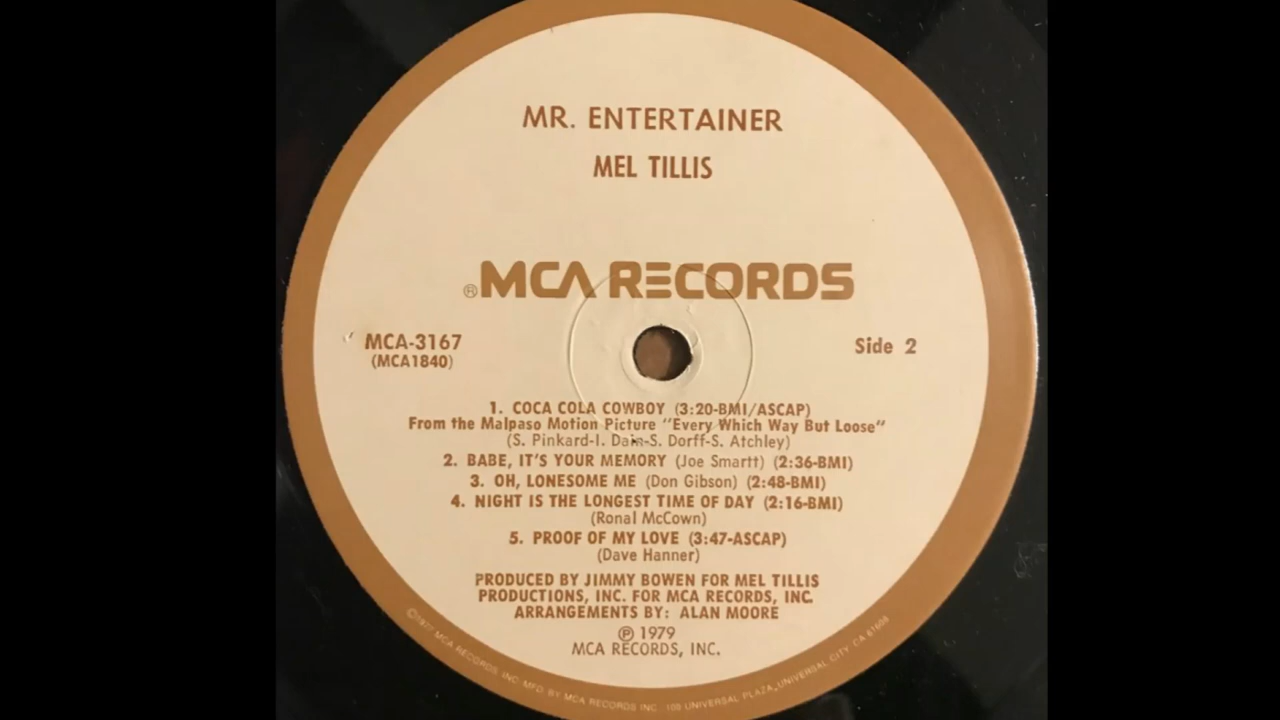 MR. ENTERTAINER
MEL TILLIS
®MCA RECORDS
MCA-3167
(MCA1840)
Side 2
1. COCA COLA COWBOY (3:20-BMI/ASCAP)
From the Malpaso Motion Picture "Every Which Way But Loose"
(S. Pinkard-I. Dain-S. Dorff-S. Atchley)
2. BABE, IT'S YOUR MEMORY (Joe Smartt) (2:36-BMI)
3. OH, LONESOME ME (Don Gibson) (2:48-BMI)
4. NIGHT IS THE LONGEST TIME OF DAY (2:16-BMI)
(Ronal McCown)
5. PROOF OF MY LOVE (3:47-ASCAP)
(Dave Hanner)
PRODUCED BY JIMMY BOWEN FOR MEL TILLIS
PRODUCTIONS, INC. FOR MCA RECORDS, INC.
ARRANGEMENTS BY: ALAN MOORE
℗ 1979
MCA RECORDS, INC.
©1977 MCA RECORDS INC. MFD. BY MCA RECORDS INC. 100 UNIVERSAL PLAZA, UNIVERSAL CITY CA 91608